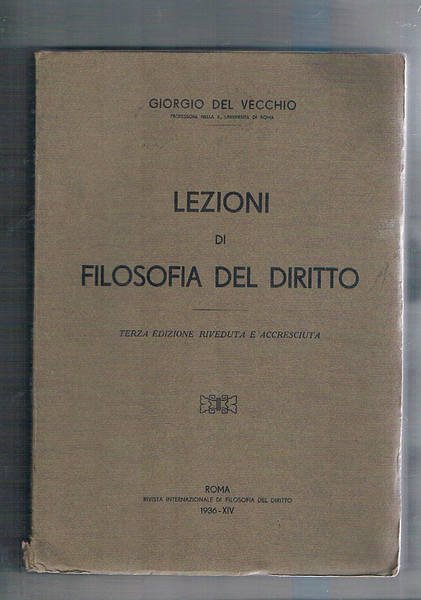 GIORGIO DEL VECCHIO
PROFESSORE NELLA R. UNIVERSITÀ DI ROMA
LEZIONI
DI
FILOSOFIA DEL DIRITTO
TERZA EDIZIONE RIVEDUTA E ACCRESCIUTA
ROMA
RIVISTA INTERNAZIONALE DI FILOSOFIA DEL DIRITTO
1936-XIV